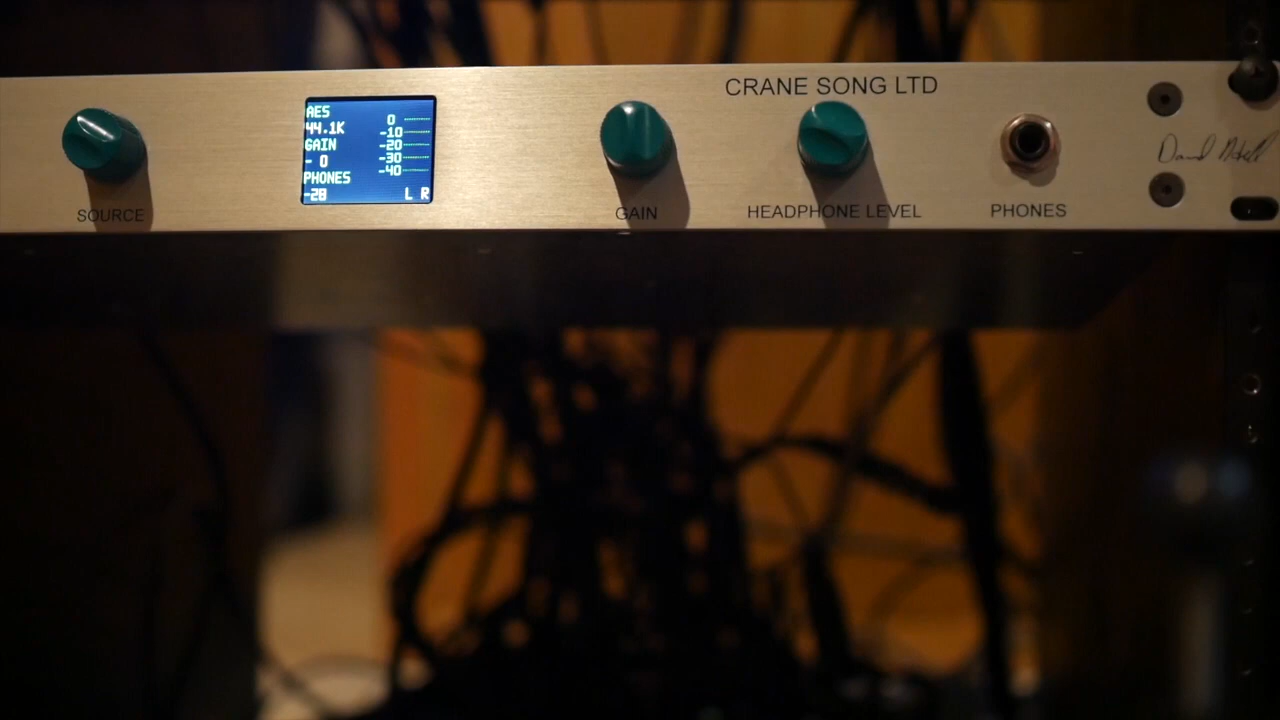 CRANE SONG LTD
AES
44.1K
GAIN
- 0
PHONES
-28
0
-10
-20
-30
-40
L R
SOURCE
GAIN
HEADPHONE LEVEL
PHONES